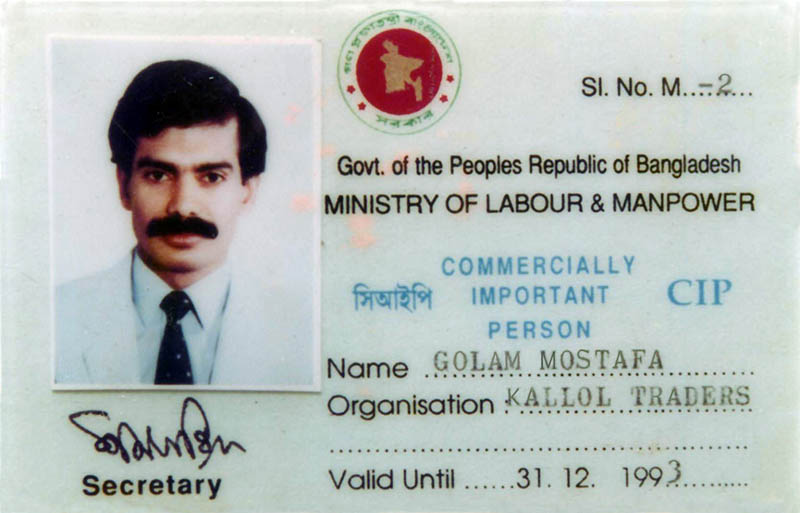 গণপ্রজাতন্ত্রী বাংলাদেশ
সরকার
Sl. No. M.....-2......
Govt. of the Peoples Republic of Bangladesh
MINISTRY OF LABOUR & MANPOWER
COMMERCIALLY
সিআইপি IMPORTANT CIP
PERSON
Name GOLAM MOSTAFA
Organisation KALLOL TRADERS
Secretary
Valid Until ......31. 12. 1993..........